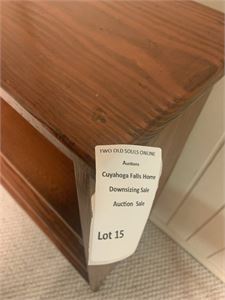 TWO OLD SOULS ONLINE
Auctions
Cuyahoga Falls Home
Downsizing Sale
Auction Sale
Lot 15